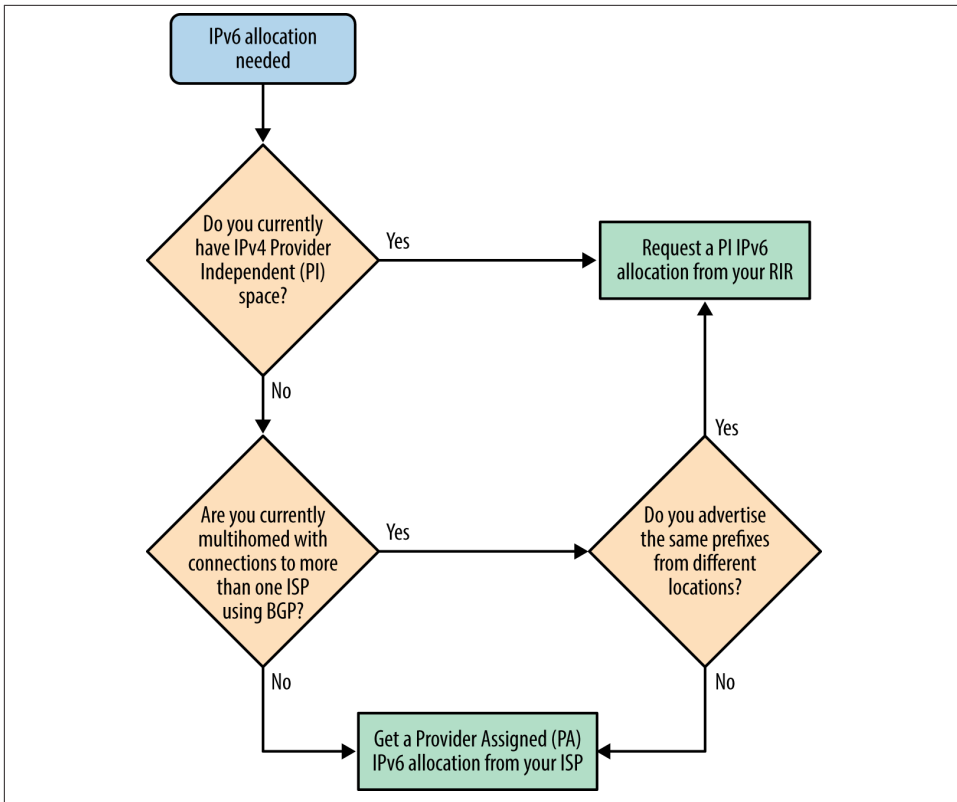 IPv6 allocation
needed
Do you currently
have IPv4 Provider
Independent (PI)
space?
Yes
Request a PI IPv6
allocation from your RIR
No
Yes
Are you currently
multihomed with
connections to more
than one ISP
using BGP?
Yes
Do you advertise
the same prefixes
from different
locations?
No
No
Get a Provider Assigned (PA)
IPv6 allocation from your ISP